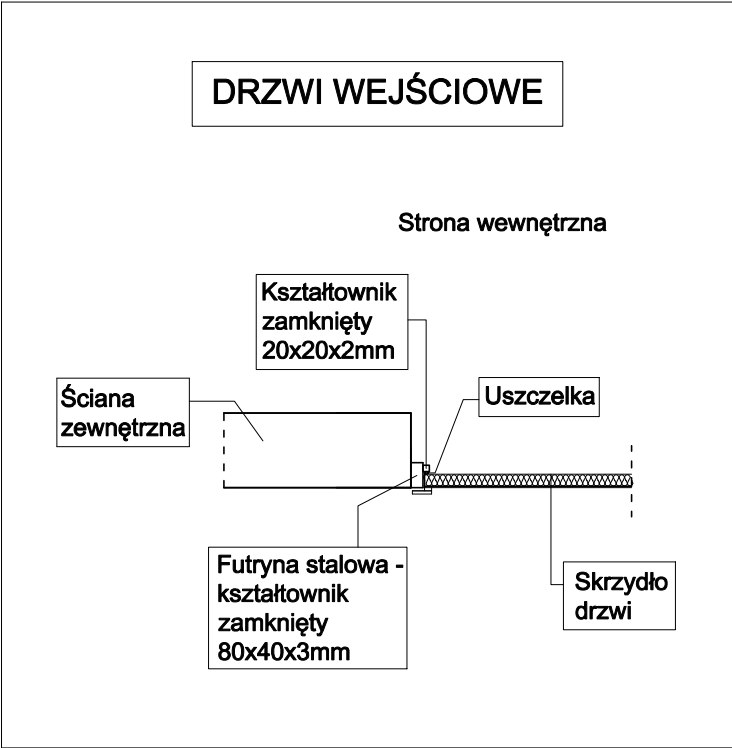 DRZWI WEJŚCIOWE
Strona wewnętrzna
Kształtownik
zamknięty
20x20x2mm
Uszczelka
Ściana
zewnętrzna
Futryna stalowa -
kształtownik
zamknięty
80x40x3mm
Skrzydło
drzwi